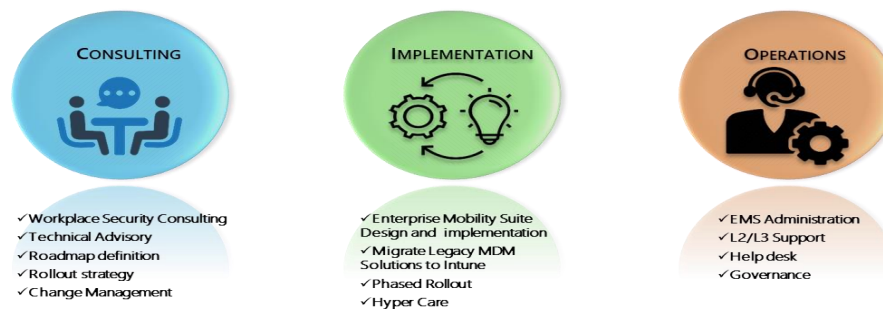 CONSULTING
✓Workplace Security Consulting
✓Technical Advisory
✓Roadmap definition
✓Rollout strategy
✓Change Management
IMPLEMENTATION
✓Enterprise Mobility Suite
Design and implementation
✓Migrate Legacy MDM
Solutions to Intune
✓Phased Rollout
✓Hyper Care
OPERATIONS
✓EMS Administration
✓L2/L3 Support
✓Help desk
✓Governance